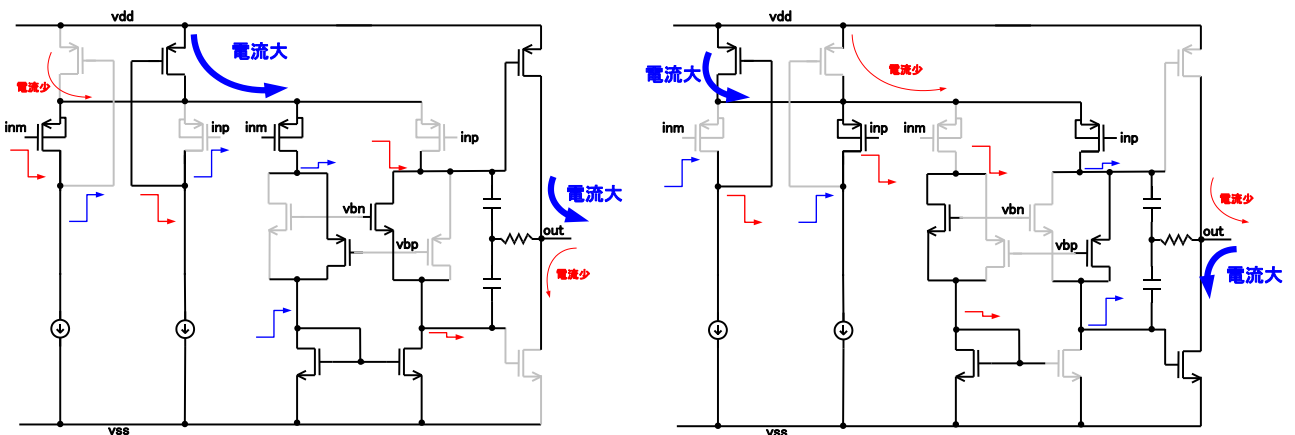 vdd
電流少
電流大
inm
inp
inm
inp
vbn
vbp
電流大
out
電流少
vss
vdd
電流大
電流少
inm
inp
inm
inp
vbn
vbp
電流少
out
電流大
vss